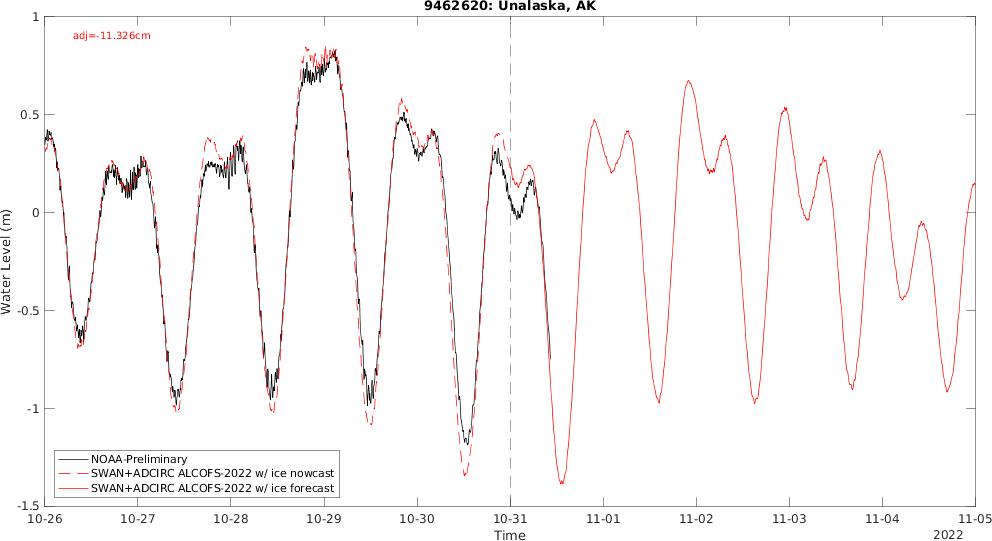 9462620: Unalaska, AK
adj=-11.326cm
Water Level (m)
1
0.5
0
-0.5
-1
-1.5
NOAA-Preliminary
SWAN+ADCIRC ALCOFS-2022 w/ ice nowcast
SWAN+ADCIRC ALCOFS-2022 w/ ice forecast
10-26 10-27 10-28 10-29 10-30 10-31 11-01 11-02 11-03 11-04 11-05
Time
2022